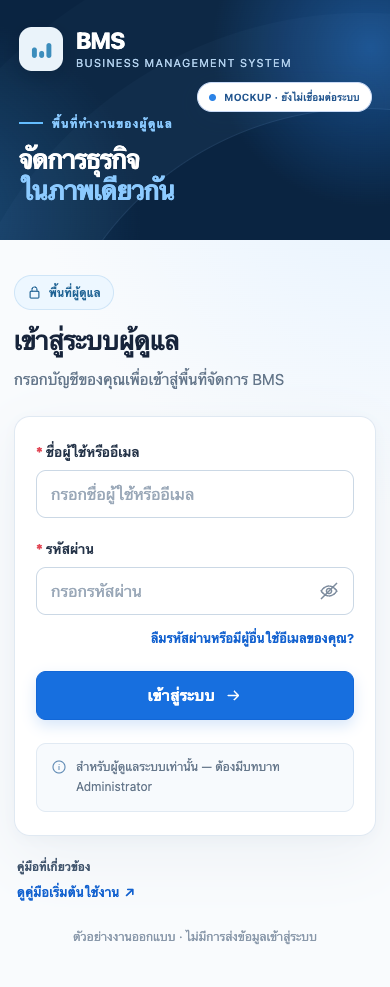 BMS
BUSINESS MANAGEMENT SYSTEM
MOCKUP · ยังไม่เชื่อมต่อระบบ
พื้นที่ทำงานของผู้ดูแล
จัดการธุรกิจ
ในภาพเดียวกัน
พื้นที่ผู้ดูแล
เข้าสู่ระบบผู้ดูแล
กรอกบัญชีของคุณเพื่อเข้าสู่พื้นที่จัดการ BMS
* ชื่อผู้ใช้หรืออีเมล
กรอกชื่อผู้ใช้หรืออีเมล
* รหัสผ่าน
กรอกรหัสผ่าน
ลืมรหัสผ่านหรือมีผู้อื่นใช้อีเมลของคุณ?
เข้าสู่ระบบ →
สำหรับผู้ดูแลระบบเท่านั้น — ต้องมีบทบาท
Administrator
คู่มือที่เกี่ยวข้อง
ดูคู่มือเริ่มต้นใช้งาน ↗
ตัวอย่างงานออกแบบ · ไม่มีการส่งข้อมูลเข้าสู่ระบบ